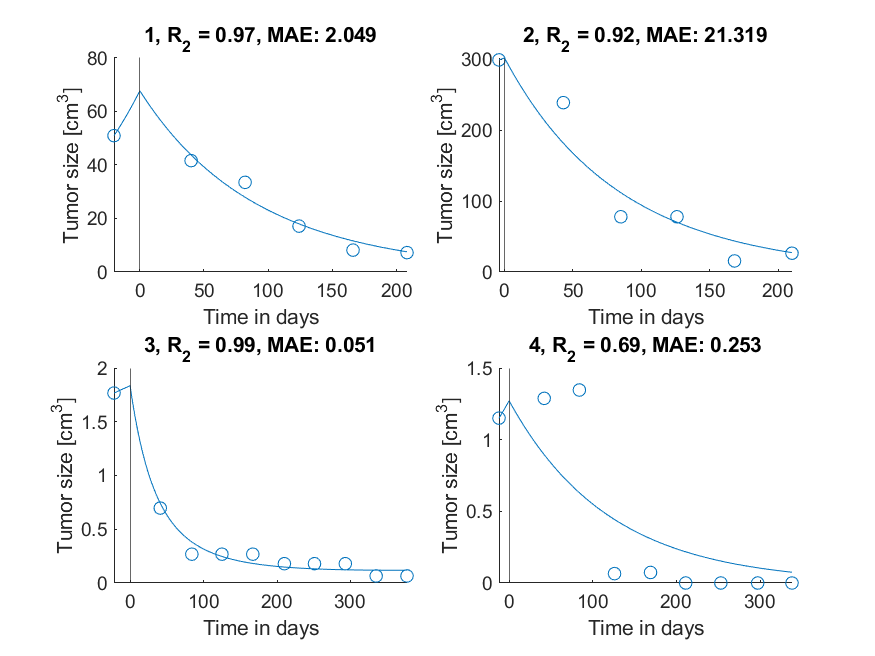 1, R2 = 0.97, MAE: 2.049
80
60
40
20
0
Tumor size [cm3]
0 50 100 150 200
Time in days
2, R2 = 0.92, MAE: 21.319
300
200
100
0
Tumor size [cm3]
0 50 100 150 200
Time in days
3, R2 = 0.99, MAE: 0.051
2
1.5
1
0.5
0
Tumor size [cm3]
0 100 200 300
Time in days
4, R2 = 0.69, MAE: 0.253
1.5
1
0.5
0
Tumor size [cm3]
0 100 200 300
Time in days